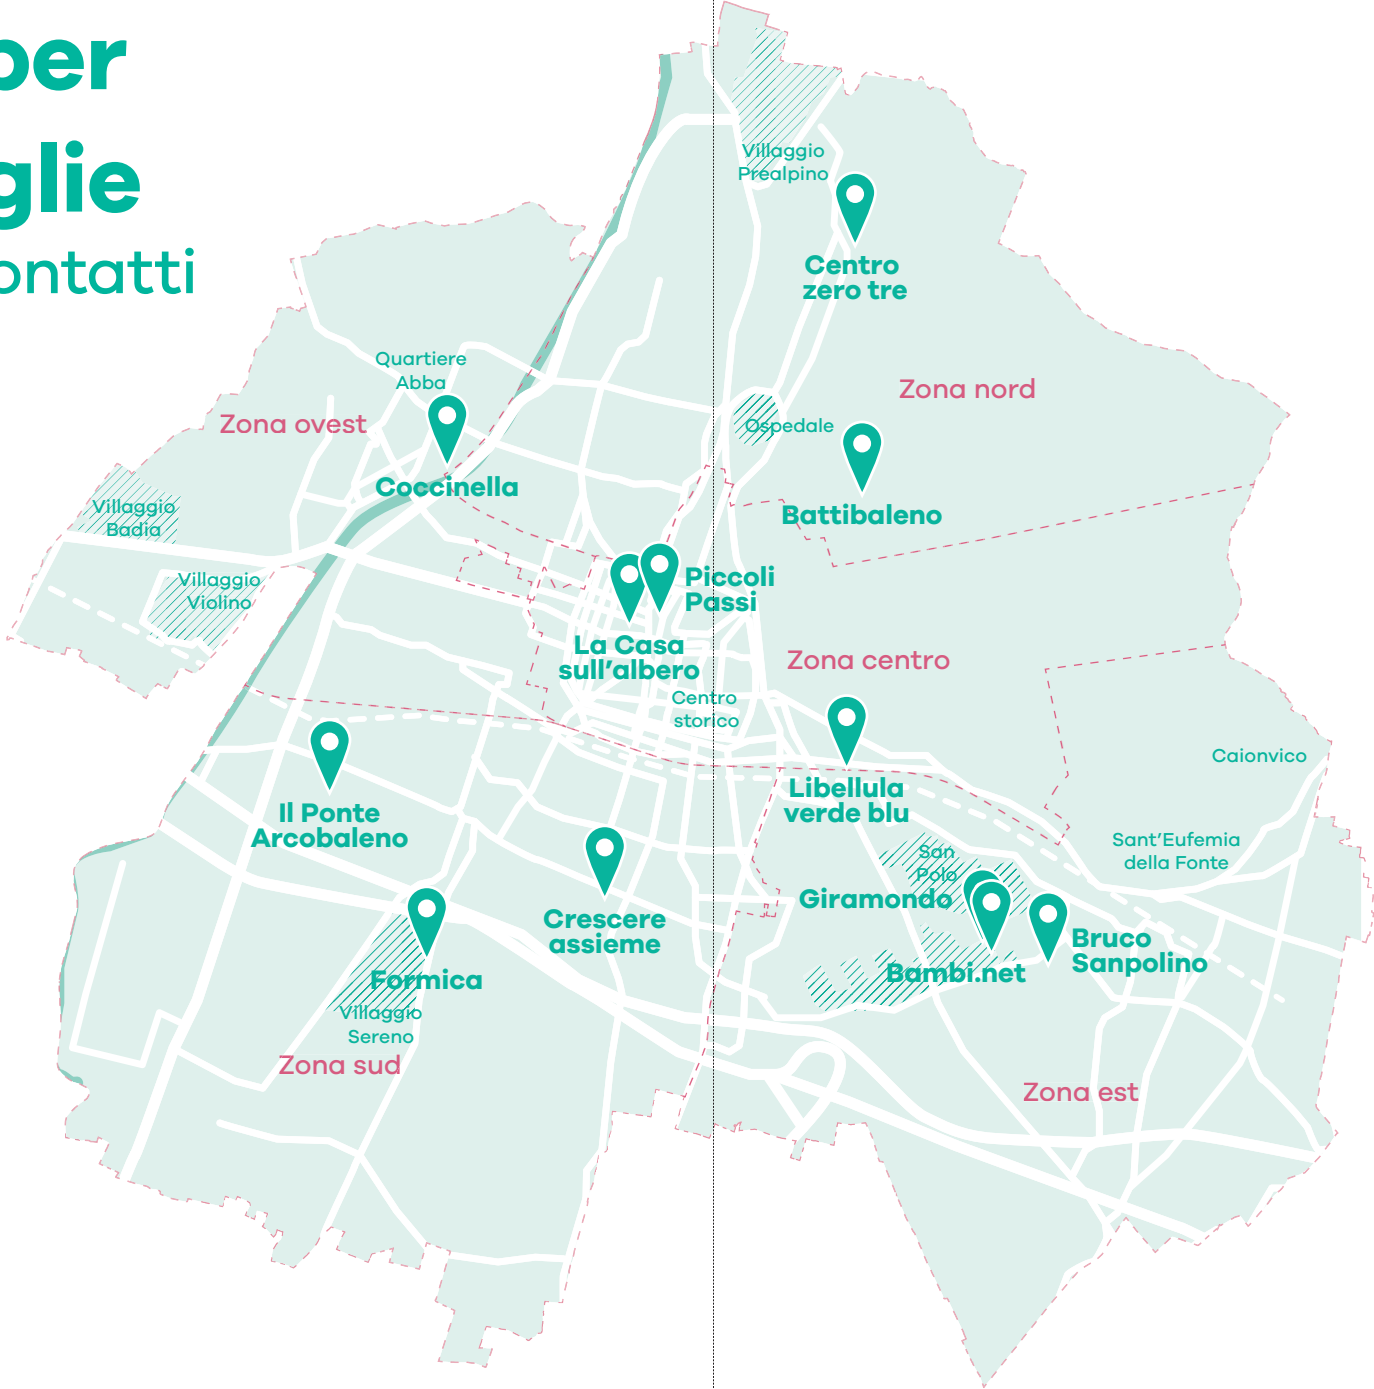 per
glie
ontatti
Villaggio
Prealpino
Centro
zero tre
Quartiere
Abba
Zona nord
Zona ovest
Ospedale
Coccinella
Villaggio
Badia
Battibaleno
Villaggio
Violino
Piccoli
Passi
La Casa
sull’albero
Zona centro
Centro
storico
Caionvico
Libellula
verde blu
Il Ponte
Arcobaleno
Sant’Eufemia
della Fonte
San
Polo
Giramondo
Crescere
assieme
Bruco
Sanpolino
Formica
Bambi.net
Villaggio
Sereno
Zona sud
Zona est